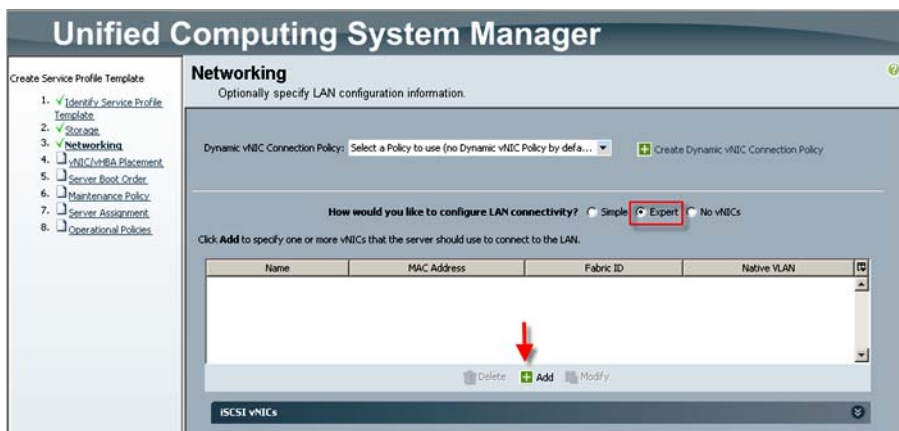 Unified Computing System Manager
Create Service Profile Template
1. Identify Service Profile
Template
2. Storage
3. Networking
4. vNIC/vHBA Placement
5. Server Boot Order
6. Maintenance Policy
7. Server Assignment
8. Operational Policies
Networking
Optionally specify LAN configuration information.
Dynamic vNIC Connection Policy: Select a Policy to use (no Dynamic vNIC Policy by defa... Create Dynamic vNIC Connection Policy
How would you like to configure LAN connectivity? Simple Expert No vNICs
Click Add to specify one or more vNICs that the server should use to connect to the LAN.
Name MAC Address Fabric ID Native VLAN
Delete Add Modify
iSCSI vNICs